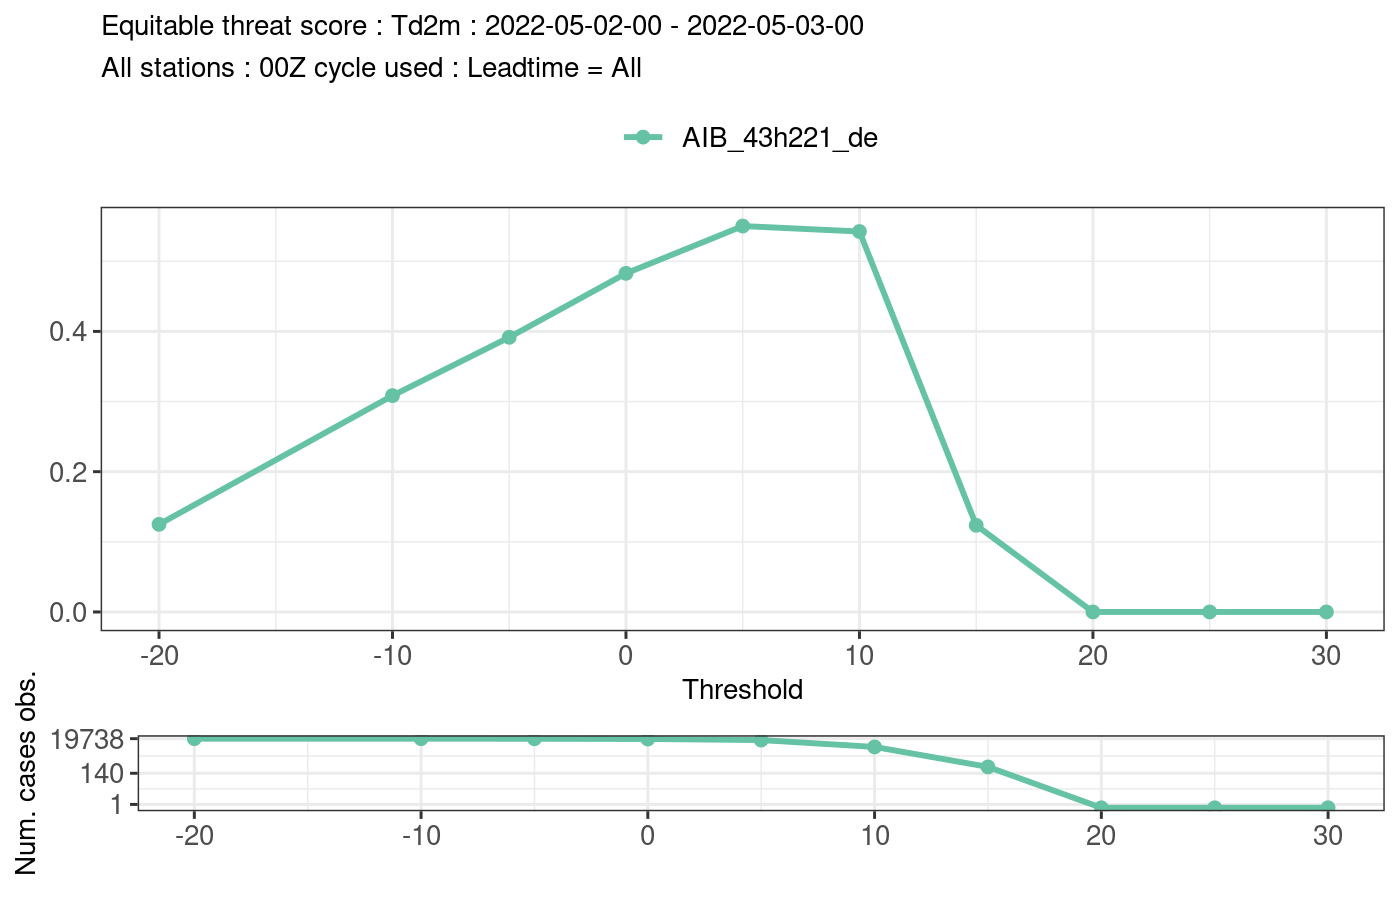 Equitable threat score : Td2m : 2022-05-02-00 - 2022-05-03-00
All stations : 00Z cycle used : Leadtime = All
AIB_43h221_de
0.4
0.2
0.0
-20 -10 0 10 20 30
Threshold
Num. cases obs.
19738
140
1
-20 -10 0 10 20 30